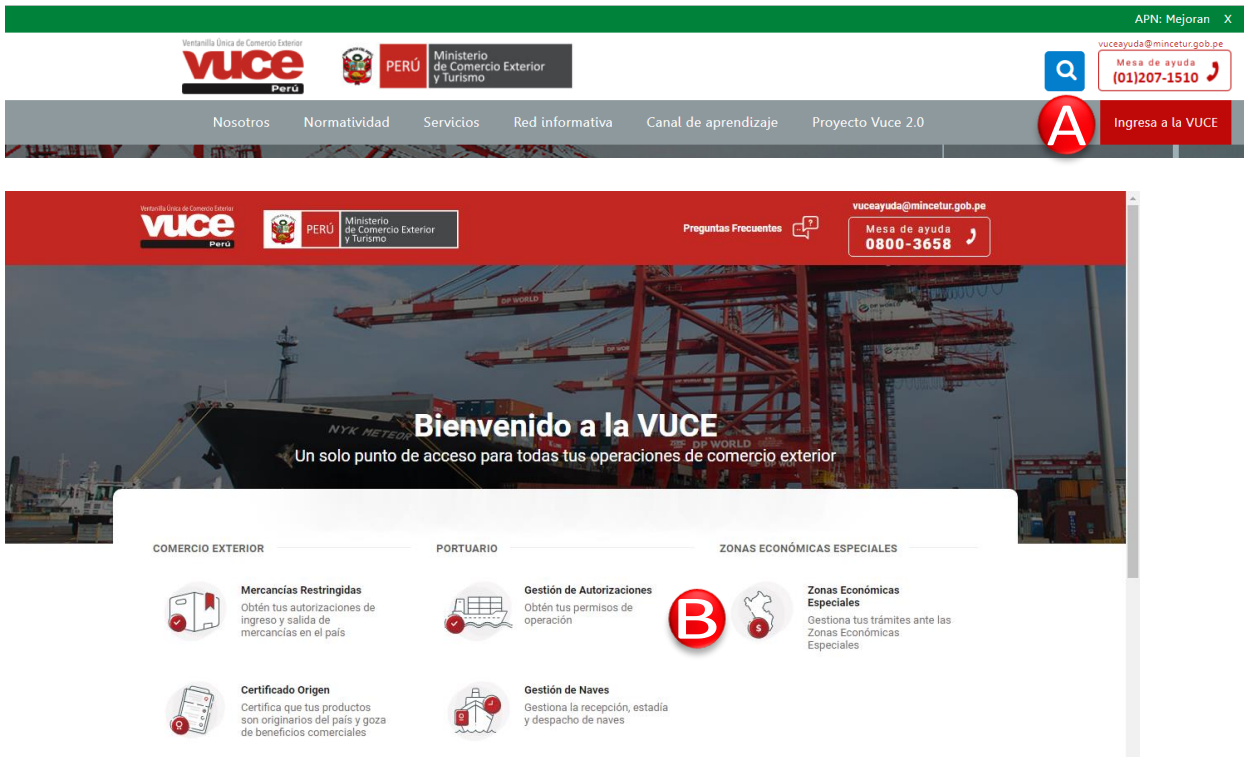 APN: Mejoran X
Ventanilla Única de Comercio Exterior
vuce
Perú
PERÚ
Ministerio
de Comercio Exterior
y Turismo
vuceayuda@mincetur.gob.pe
Mesa de ayuda
(01)207-1510
Nosotros Normatividad Servicios Red informativa Canal de aprendizaje Proyecto Vuce 2.0 A Ingresa a la VUCE
Ventanilla Única de Comercio Exterior
vuce
Perú
PERÚ
Ministerio
de Comercio Exterior
y Turismo
Preguntas Frecuentes
vuceayuda@mincetur.gob.pe
Mesa de ayuda
0800-3658
DP WORLD
DP WORLD
NYK METEOR
DP WORLD
Bienvenido a la VUCE
Un solo punto de acceso para todas tus operaciones de comercio exterior
COMERCIO EXTERIOR
Mercancías Restringidas
Obtén tus autorizaciones de
ingreso y salida de
mercancías en el país
Certificado Origen
Certifica que tus productos
son originarios del país y goza
de beneficios comerciales
PORTUARIO
Gestión de Autorizaciones
Obtén tus permisos de
operación
Gestión de Naves
Gestiona la recepción, estadía
y despacho de naves
ZONAS ECONÓMICAS ESPECIALES
B
$
Zonas Económicas
Especiales
Gestiona tus trámites ante las
Zonas Económicas
Especiales